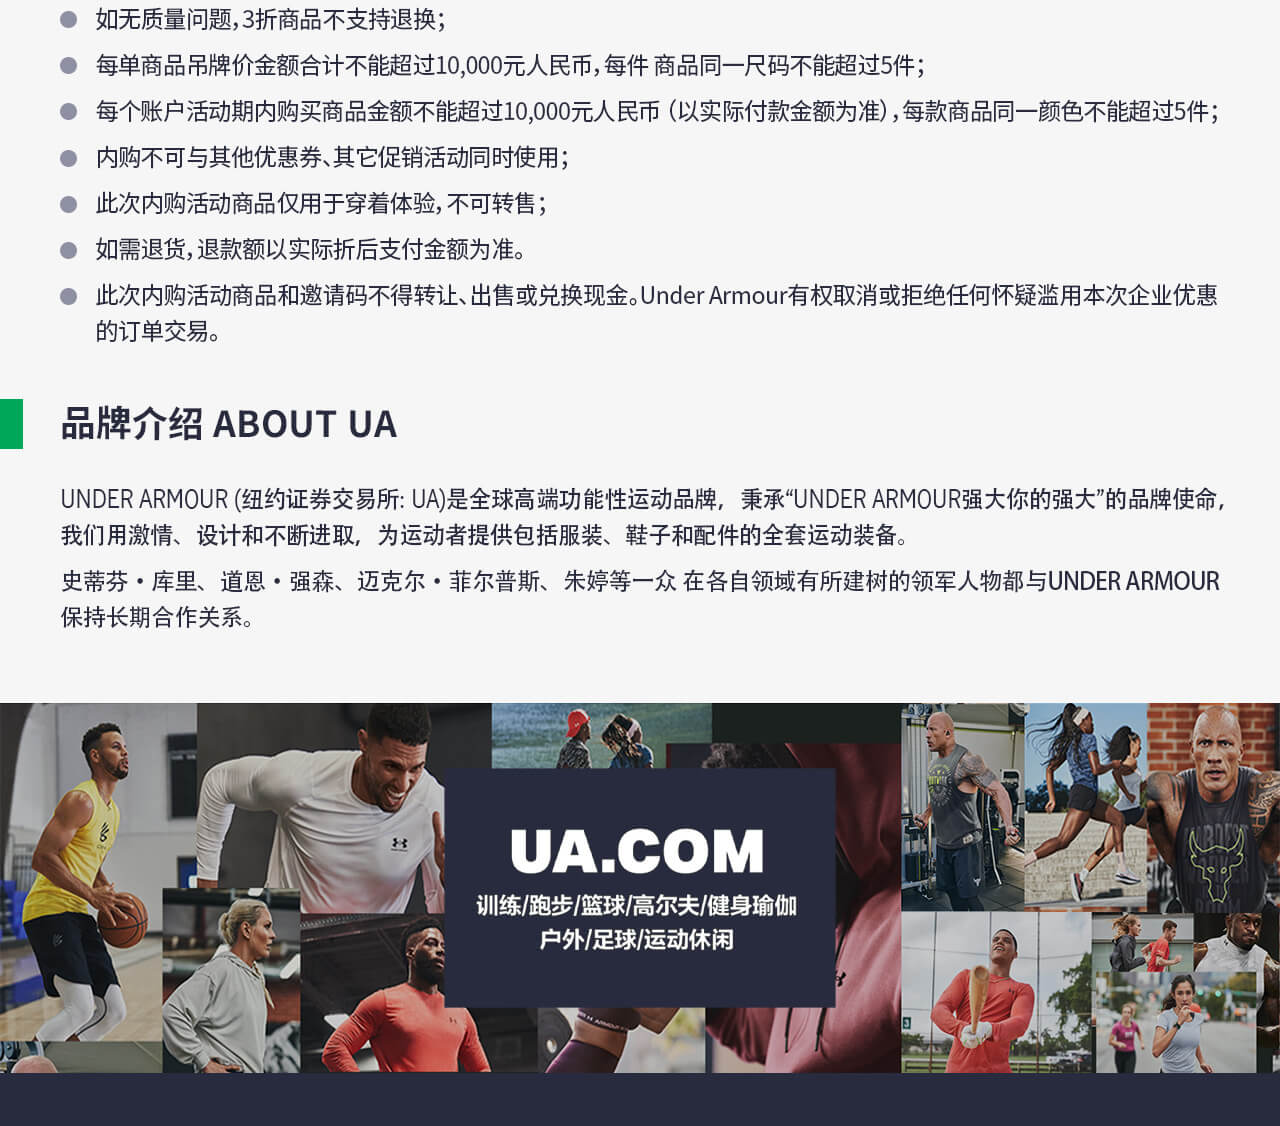 如无质量问题，3折商品不支持退换；
每单商品吊牌价金额合计不能超过10,000元人民币，每件 商品同一尺码不能超过5件；
每个账户活动期内购买商品金额不能超过10,000元人民币（以实际付款金额为准），每款商品同一颜色不能超过5件；
内购不可与其他优惠券、其它促销活动同时使用；
此次内购活动商品仅用于穿着体验，不可转售；
如需退货，退款额以实际折后支付金额为准。
此次内购活动商品和邀请码不得转让、出售或兑换现金。Under Armour有权取消或拒绝任何怀疑滥用本次企业优惠
的订单交易。
品牌介绍 ABOUT UA
UNDER ARMOUR (纽约证券交易所: UA)是全球高端功能性运动品牌，秉承“UNDER ARMOUR强大你的强大”的品牌使命，
我们用激情、设计和不断进取，为运动者提供包括服装、鞋子和配件的全套运动装备。
史蒂芬·库里、道恩·强森、迈克尔·菲尔普斯、朱婷等一众 在各自领域有所建树的领军人物都与UNDER ARMOUR
保持长期合作关系。
UA.COM
训练/跑步/篮球/高尔夫/健身瑜伽
户外/足球/运动休闲